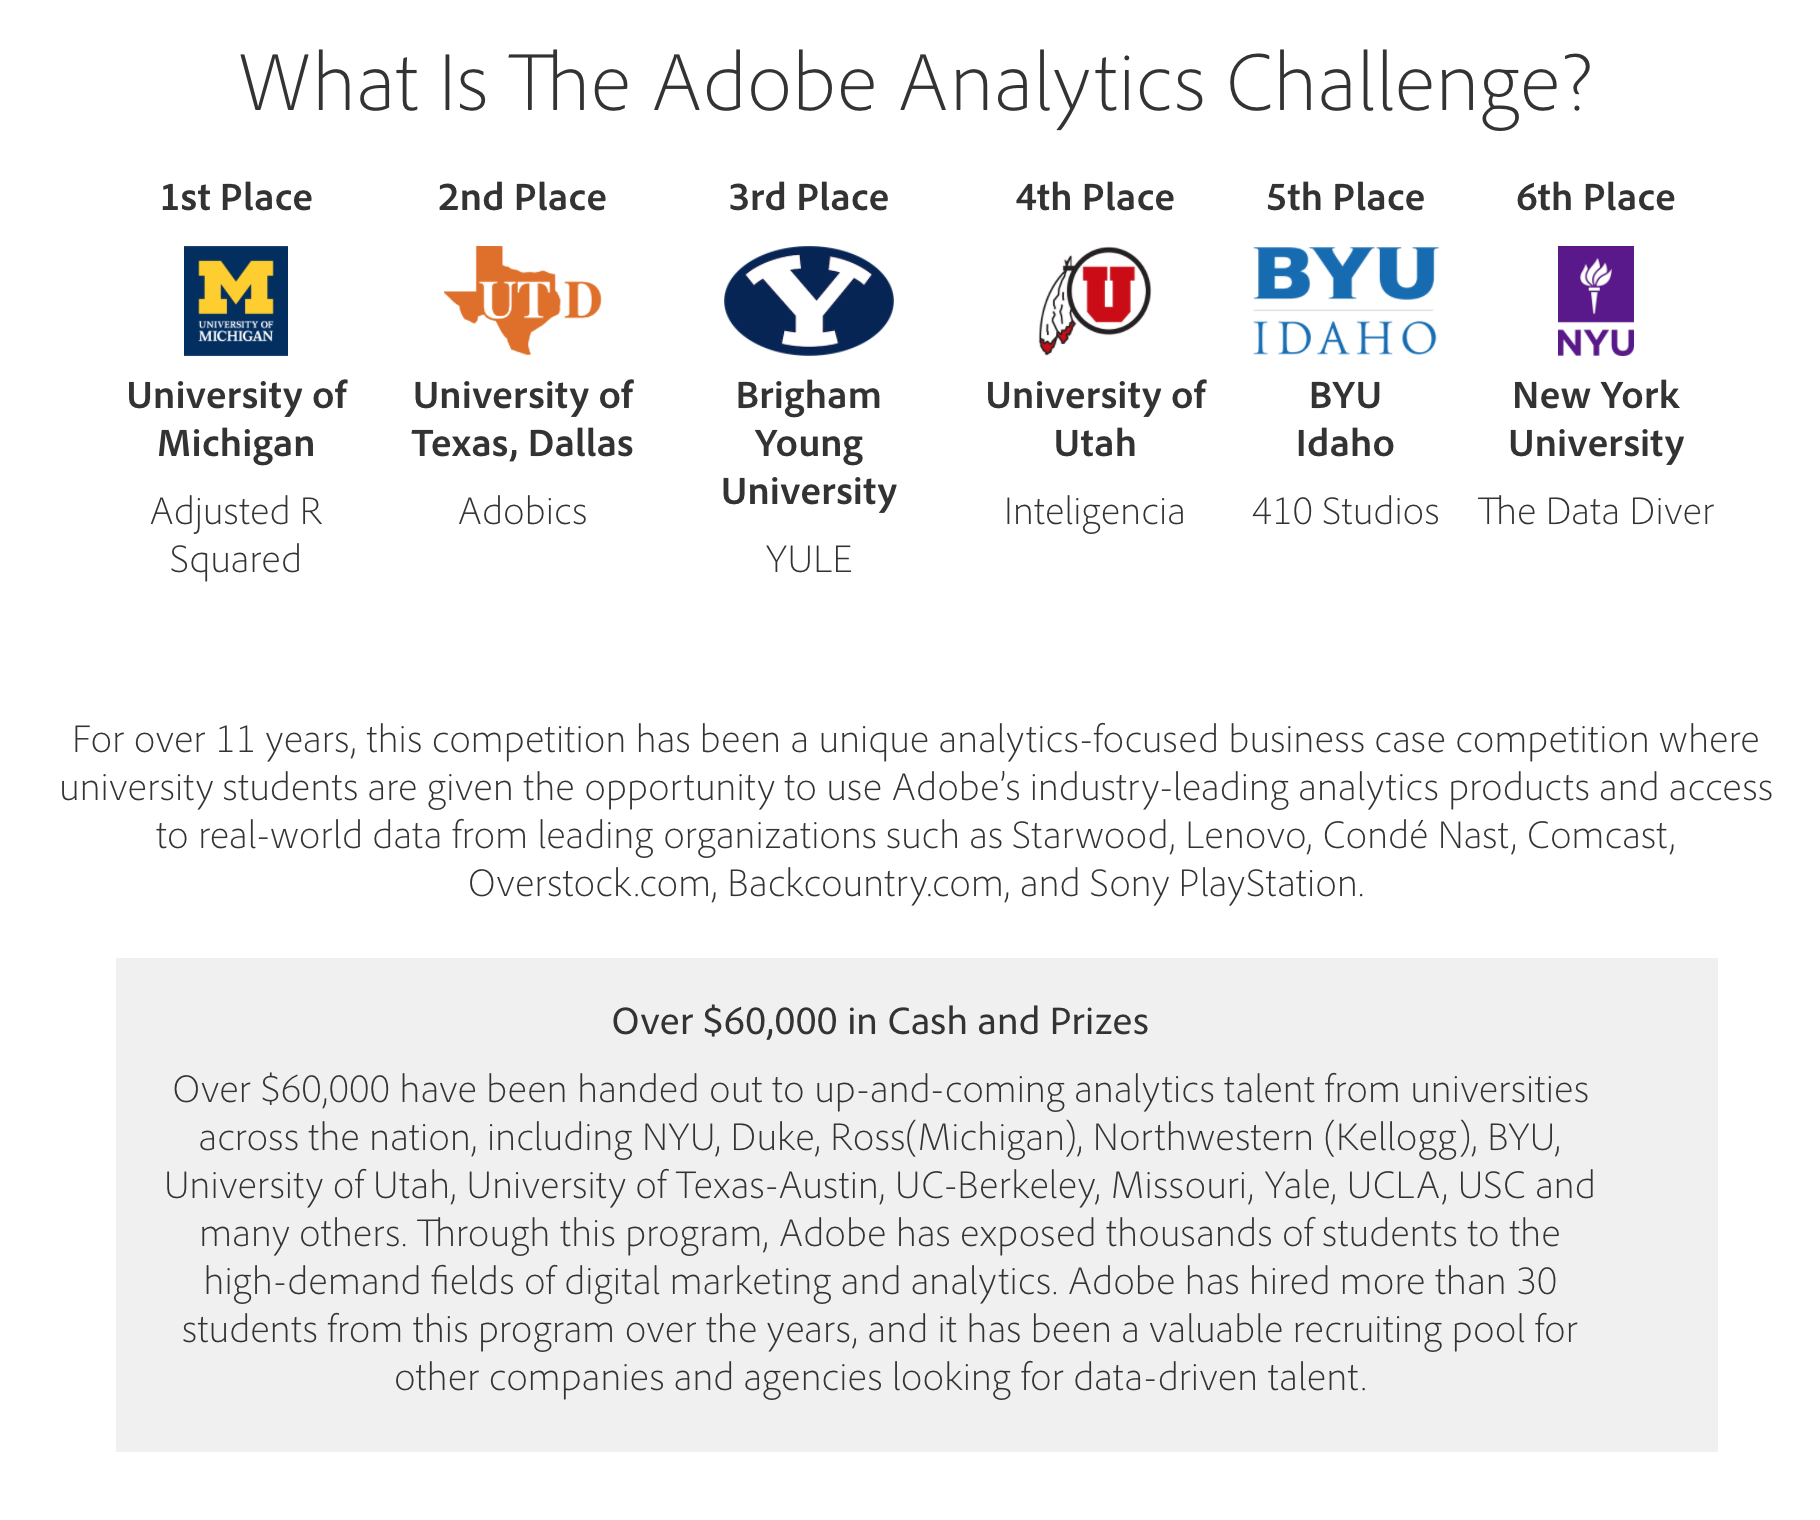 What Is The Adobe Analytics Challenge?
1st Place
M
UNIVERSITY OF
MICHIGAN
University of
Michigan
Adjusted R
Squared
2nd Place
UTD
University of
Texas, Dallas
Adobics
3rd Place
Y
Brigham
Young
University
YULE
4th Place
U
University of
Utah
Inteligencia
5th Place
BYU
IDAHO
BYU
Idaho
410 Studios
6th Place
NYU
New York
University
The Data Diver
For over 11 years, this competition has been a unique analytics-focused business case competition where
university students are given the opportunity to use Adobe’s industry-leading analytics products and access
to real-world data from leading organizations such as Starwood, Lenovo, Condé Nast, Comcast,
Overstock.com, Backcountry.com, and Sony PlayStation.
Over $60,000 in Cash and Prizes
Over $60,000 have been handed out to up-and-coming analytics talent from universities
across the nation, including NYU, Duke, Ross(Michigan), Northwestern (Kellogg), BYU,
University of Utah, University of Texas-Austin, UC-Berkeley, Missouri, Yale, UCLA, USC and
many others. Through this program, Adobe has exposed thousands of students to the
high-demand fields of digital marketing and analytics. Adobe has hired more than 30
students from this program over the years, and it has been a valuable recruiting pool for
other companies and agencies looking for data-driven talent.